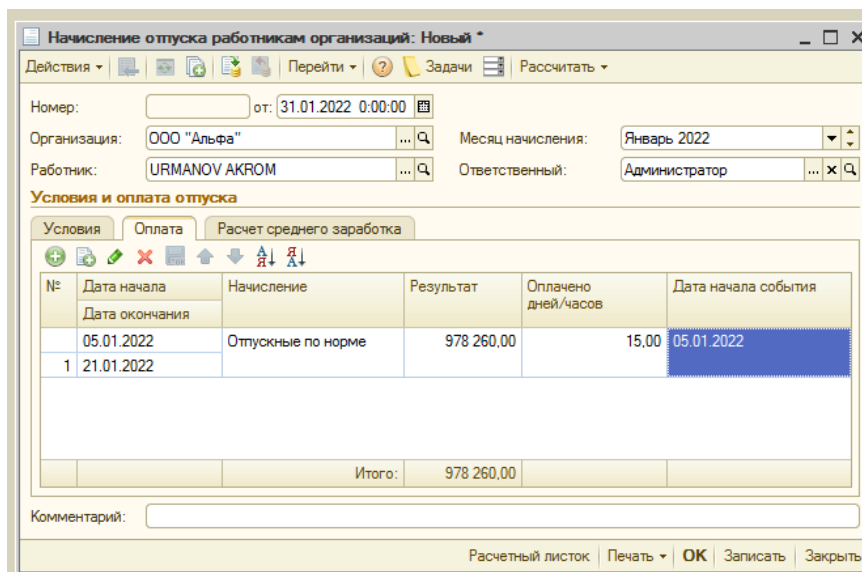 Начисление отпуска работникам организаций: Новый *
Действия Перейти Задачи Рассчитать
Номер: от: 31.01.2022 0:00:00
Организация: ООО "Альфа" ... Месяц начисления: Январь 2022
Работник: URMANOV AKROM ... Ответственный: Администратор ... x
Условия и оплата отпуска
Условия Оплата Расчет среднего заработка
№ Дата начала Начисление Результат Оплачено дней/часов Дата начала события
Дата окончания
05.01.2022 Отпускные по норме 978 260,00 15,00 05.01.2022
1 21.01.2022
Итого: 978 260,00
Комментарий:
Расчетный листок Печать OK Записать Закрыть